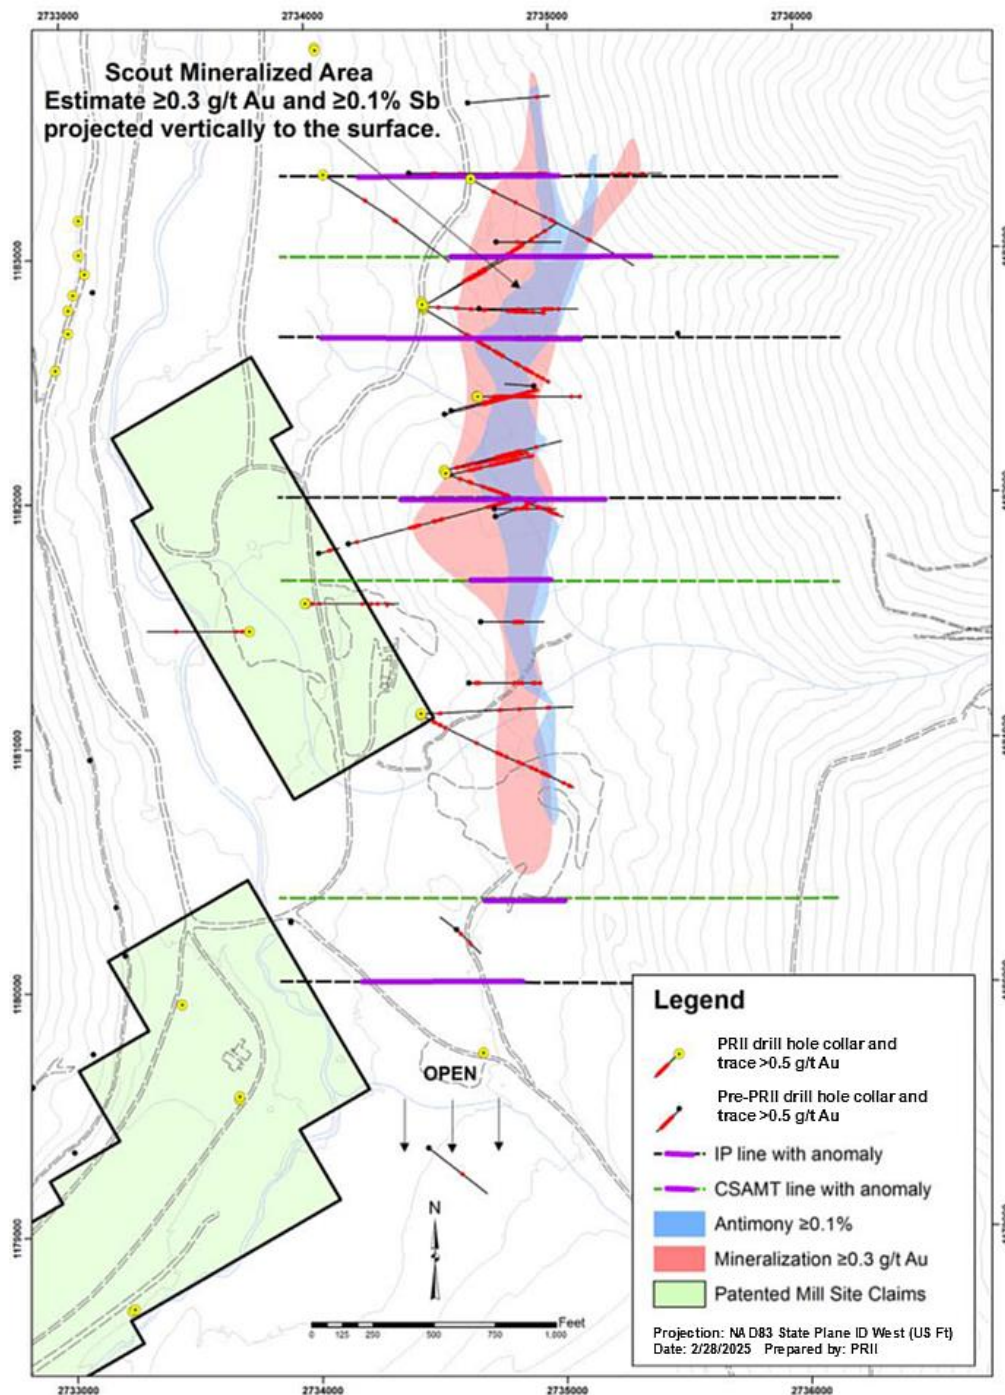 2733000 2734000 2735000 2736000
Scout Mineralized Area
Estimate ≥0.3 g/t Au and ≥0.1% Sb
projected vertically to the surface.
1183000
1182000
1181000
1180000
1179000
OPEN
N
0 125 250 500 750 1,000 Feet
Legend
PRII drill hole collar and
trace >0.5 g/t Au
Pre-PRII drill hole collar and
trace >0.5 g/t Au
IP line with anomaly
CSAMT line with anomaly
Antimony ≥0.1%
Mineralization ≥0.3 g/t Au
Patented Mill Site Claims
Projection: NAD83 State Plane ID West (US Ft)
Date: 2/28/2025 Prepared by: PRII
2733000 2734000 2735000 2736000